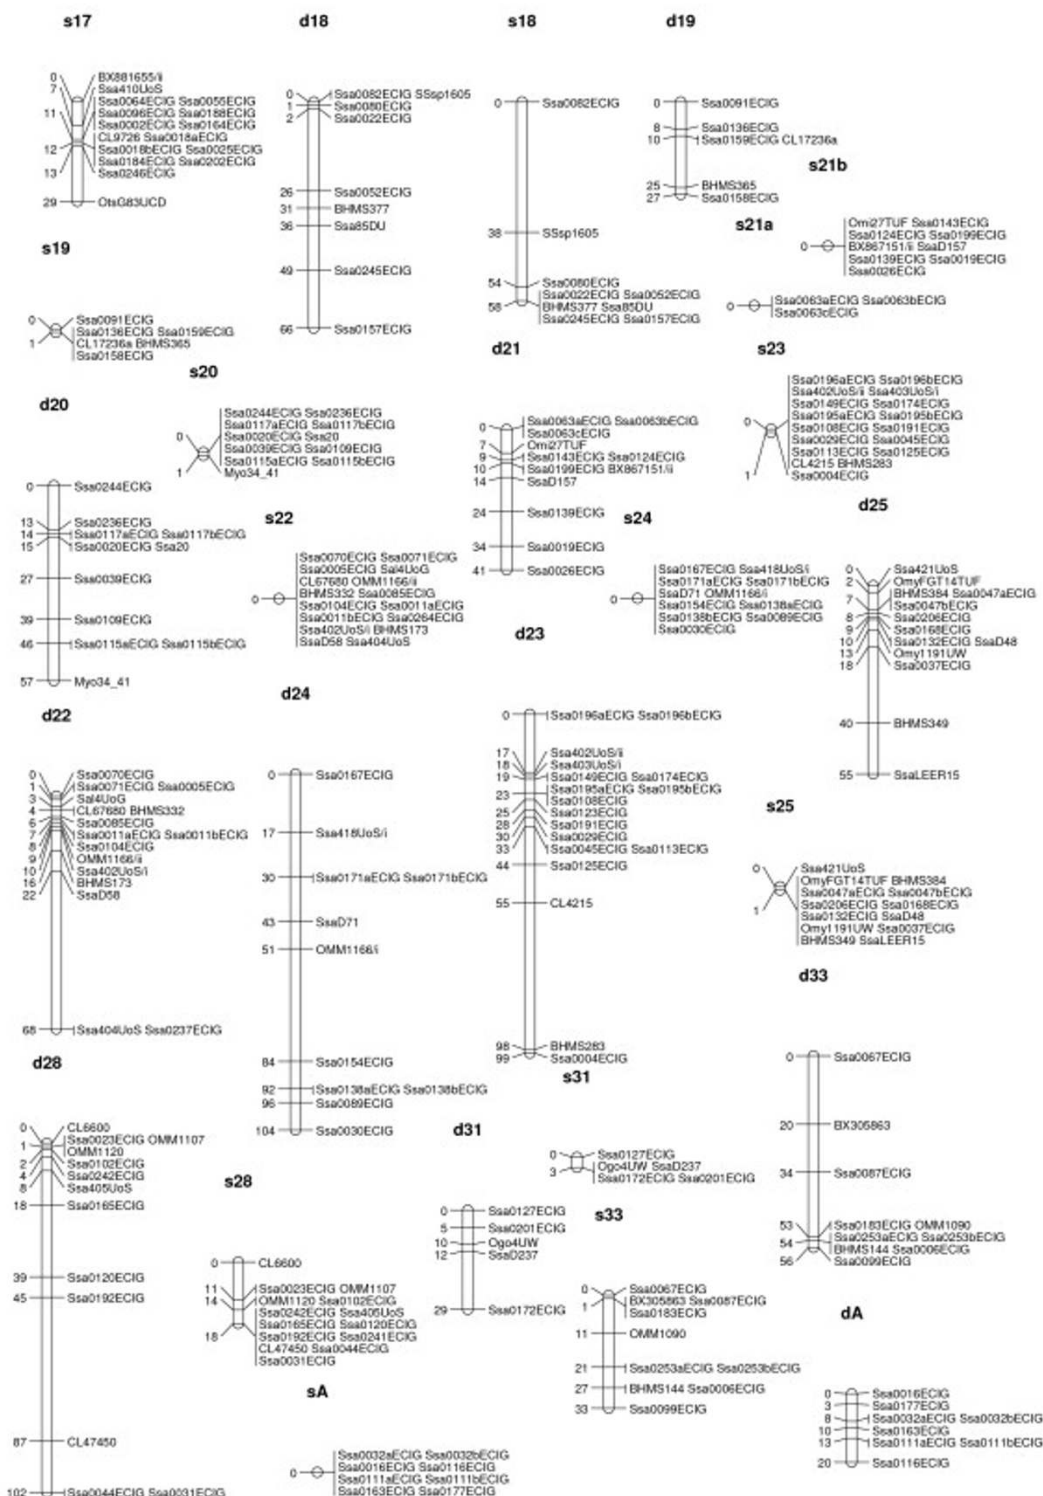 s17
0 BX881655/ii
7 Ssa410UoS
Ssa0064ECIG Ssa0055ECIG
11 Ssa0096ECIG Ssa0188ECIG
Ssa0002ECIG Ssa0164ECIG
CL9726 Ssa0018aECIG
12 Ssa0018bECIG Ssa0025ECIG
Ssa0184ECIG Ssa0202ECIG
13 Ssa0246ECIG
29 OtsG83UCD
d18
0 Ssa0082ECIG SSsp1605
1 Ssa0080ECIG
2 Ssa0022ECIG
26 Ssa0052ECIG
31 BHMS377
36 Ssa85DU
49 Ssa0245ECIG
66 Ssa0157ECIG
s18
0 Ssa0082ECIG
38 SSsp1605
54 Ssa0080ECIG
Ssa0022ECIG Ssa0052ECIG
58 BHMS377 Ssa85DU
Ssa0245ECIG Ssa0157ECIG
d19
0 Ssa0091ECIG
8 Ssa0136ECIG
10 Ssa0159ECIG CL17236a
25 BHMS365
27 Ssa0158ECIG
s21b
Omi27TUF Ssa0143ECIG
Ssa0124ECIG Ssa0199ECIG
0 BX867151/ii SsaD157
Ssa0139ECIG Ssa0019ECIG
Ssa0026ECIG
s19
0 Ssa0091ECIG
Ssa0136ECIG Ssa0159ECIG
1 CL17236a BHMS365
Ssa0158ECIG
s21a
0 Ssa0063aECIG Ssa0063bECIG
Ssa0063cECIG
s20
Ssa0244ECIG Ssa0236ECIG
Ssa0117aECIG Ssa0117bECIG
0 Ssa0020ECIG Ssa20
Ssa0039ECIG Ssa0109ECIG
Ssa0115aECIG Ssa0115bECIG
1 Myo34_41
d20
0 Ssa0244ECIG
13 Ssa0236ECIG
14 Ssa0117aECIG Ssa0117bECIG
15 Ssa0020ECIG Ssa20
27 Ssa0039ECIG
39 Ssa0109ECIG
46 Ssa0115aECIG Ssa0115bECIG
57 Myo34_41
d21
0 Ssa0063aECIG Ssa0063bECIG
Ssa0063cECIG
7 Omi27TUF
9 Ssa0143ECIG Ssa0124ECIG
10 Ssa0199ECIG BX867151/ii
14 SsaD157
24 Ssa0139ECIG
34 Ssa0019ECIG
41 Ssa0026ECIG
s23
Ssa0196aECIG Ssa0196bECIG
Ssa402UoS/ii Ssa403UoS/i
Ssa0149ECIG Ssa0174ECIG
0 Ssa0195aECIG Ssa0195bECIG
Ssa0108ECIG Ssa0191ECIG
Ssa0029ECIG Ssa0045ECIG
Ssa0113ECIG Ssa0125ECIG
CL4215 BHMS283
1 Ssa0004ECIG
s22
Ssa0070ECIG Ssa0071ECIG
Ssa0005ECIG Sal4UoG
CL67680 OMM1166/ii
0 BHMS332 Ssa0085ECIG
Ssa0104ECIG Ssa0011aECIG
Ssa0011bECIG Ssa0264ECIG
Ssa402UoS/i BHMS173
SsaD58 Ssa404UoS
s24
Ssa0167ECIG Ssa418UoS/i
Ssa0171aECIG Ssa0171bECIG
0 SsaD71 OMM1166/i
Ssa0154ECIG Ssa0138aECIG
Ssa0138bECIG Ssa0089ECIG
Ssa0030ECIG
d25
0 Ssa421UoS
2 OmyFGT14TUF
7 BHMS384 Ssa0047aECIG
Ssa0047bECIG
8 Ssa0206ECIG
9 Ssa0168ECIG
10 Ssa0132ECIG SsaD48
13 Omy1191UW
18 Ssa0037ECIG
40 BHMS349
55 SsaLEER15
d22
0 Ssa0070ECIG
1 Ssa0071ECIG Ssa0005ECIG
3 Sal4UoG
4 CL67680 BHMS332
6 Ssa0085ECIG
7 Ssa0011aECIG Ssa0011bECIG
8 Ssa0104ECIG
9 OMM1166/ii
10 Ssa402UoS/i
16 BHMS173
22 SsaD58
68 Ssa404UoS Ssa0237ECIG
d24
0 Ssa0167ECIG
17 Ssa418UoS/i
30 Ssa0171aECIG Ssa0171bECIG
43 SsaD71
51 OMM1166/i
84 Ssa0154ECIG
92 Ssa0138aECIG Ssa0138bECIG
96 Ssa0089ECIG
104 Ssa0030ECIG
d23
0 Ssa0196aECIG Ssa0196bECIG
17 Ssa402UoS/ii
18 Ssa403UoS/i
19 Ssa0149ECIG Ssa0174ECIG
23 Ssa0195aECIG Ssa0195bECIG
Ssa0108ECIG
25 Ssa0123ECIG
28 Ssa0191ECIG
30 Ssa0029ECIG
33 Ssa0045ECIG Ssa0113ECIG
44 Ssa0125ECIG
55 CL4215
98 BHMS283
99 Ssa0004ECIG
s25
0 Ssa421UoS
OmyFGT14TUF BHMS384
Ssa0047aECIG Ssa0047bECIG
Ssa0206ECIG Ssa0168ECIG
1 Ssa0132ECIG SsaD48
Omy1191UW Ssa0037ECIG
BHMS349 SsaLEER15
d28
0 CL6600
1 Ssa0023ECIG OMM1107
OMM1120
2 Ssa0102ECIG
4 Ssa0242ECIG
8 Ssa405UoS
18 Ssa0165ECIG
39 Ssa0120ECIG
45 Ssa0192ECIG
87 CL47450
102 Ssa0044ECIG Ssa0031ECIG
s28
0 CL6600
11 Ssa0023ECIG OMM1107
14 OMM1120 Ssa0102ECIG
Ssa0242ECIG Ssa405UoS
Ssa0165ECIG Ssa0120ECIG
18 Ssa0192ECIG Ssa0241ECIG
CL47450 Ssa0044ECIG
Ssa0031ECIG
d31
0 Ssa0127ECIG
5 Ssa0201ECIG
10 Ogo4UW
12 SsaD237
29 Ssa0172ECIG
s31
0 Ssa0127ECIG
3 Ogo4UW SsaD237
Ssa0172ECIG Ssa0201ECIG
d33
0 Ssa0067ECIG
20 BX305863
34 Ssa0087ECIG
53 Ssa0183ECIG OMM1090
54 Ssa0253aECIG Ssa0253bECIG
BHMS144 Ssa0006ECIG
56 Ssa0099ECIG
s33
0 Ssa0067ECIG
1 BX305863 Ssa0087ECIG
Ssa0183ECIG
11 OMM1090
21 Ssa0253aECIG Ssa0253bECIG
27 BHMS144 Ssa0006ECIG
33 Ssa0099ECIG
sA
Ssa0032aECIG Ssa0032bECIG
0 Ssa0016ECIG Ssa0116ECIG
Ssa0111aECIG Ssa0111bECIG
Ssa0163ECIG Ssa0177ECIG
dA
0 Ssa0016ECIG
3 Ssa0177ECIG
8 Ssa0032aECIG Ssa0032bECIG
10 Ssa0163ECIG
13 Ssa0111aECIG Ssa0111bECIG
20 Ssa0116ECIG